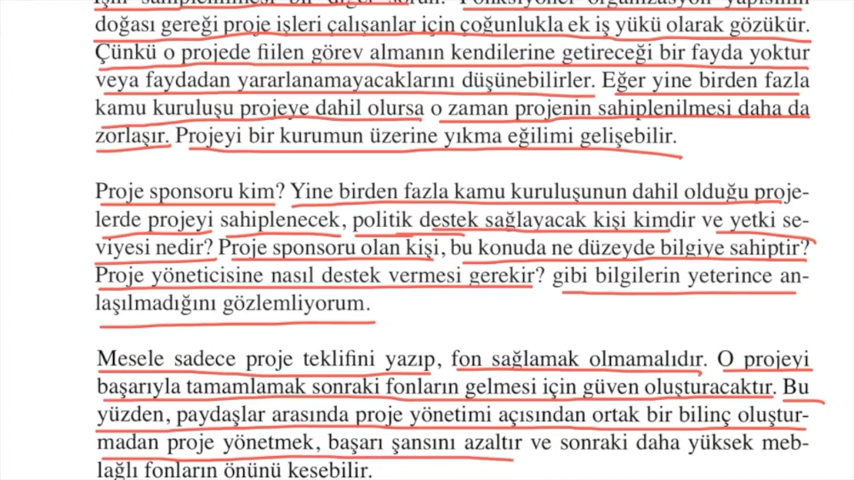 doğası gereği proje işleri çalışanlar için çoğunlukla ek iş yükü olarak gözükür.
Çünkü o projede fiilen görev almanın kendilerine getireceği bir fayda yoktur
veya faydadan yararlanamayacaklarını düşünebilirler. Eğer yine birden fazla
kamu kuruluşu projeye dahil olursa o zaman projenin sahiplenilmesi daha da
zorlaşır. Projeyi bir kurumun üzerine yıkma eğilimi gelişebilir.
Proje sponsoru kim? Yine birden fazla kamu kuruluşunun dahil olduğu proje-
lerde projeyi sahiplenecek, politik destek sağlayacak kişi kimdir ve yetki se-
viyesi nedir? Proje sponsoru olan kişi, bu konuda ne düzeyde bilgiye sahiptir?
Proje yöneticisine nasıl destek vermesi gerekir? gibi bilgilerin yeterince an-
laşılmadığını gözlemliyorum.
Mesele sadece proje teklifini yazıp, fon sağlamak olmamalıdır. O projeyi
başarıyla tamamlamak sonraki fonların gelmesi için güven oluşturacaktır. Bu
yüzden, paydaşlar arasında proje yönetimi açısından ortak bir bilinç oluştur-
madan proje yönetmek, başarı şansını azaltır ve sonraki daha yüksek meb-
lağlı fonların önünü kesebilir.